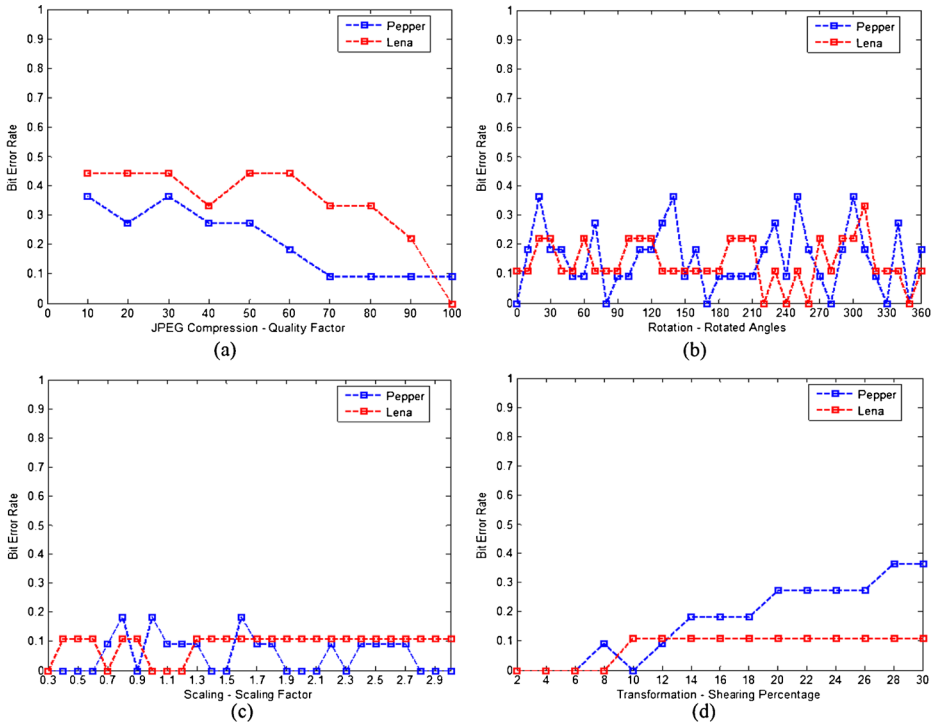 1
0.9
0.8
0.7
0.6
0.5
0.4
0.3
0.2
0.1
0
Bit Error Rate
Pepper
Lena
0 10 20 30 40 50 60 70 80 90 100
JPEG Compression - Quality Factor
(a)
1
0.9
0.8
0.7
0.6
0.5
0.4
0.3
0.2
0.1
0
Bit Error Rate
Pepper
Lena
0 30 60 90 120 150 180 210 240 270 300 330 360
Rotation - Rotated Angles
(b)
1
0.9
0.8
0.7
0.6
0.5
0.4
0.3
0.2
0.1
0
Bit Error Rate
Pepper
Lena
0.3 0.5 0.7 0.9 1.1 1.3 1.5 1.7 1.9 2.1 2.3 2.5 2.7 2.9
Scaling - Scaling Factor
(c)
1
0.9
0.8
0.7
0.6
0.5
0.4
0.3
0.2
0.1
0
Bit Error Rate
Pepper
Lena
2 4 6 8 10 12 14 16 18 20 22 24 26 28 30
Transformation - Shearing Percentage
(d)